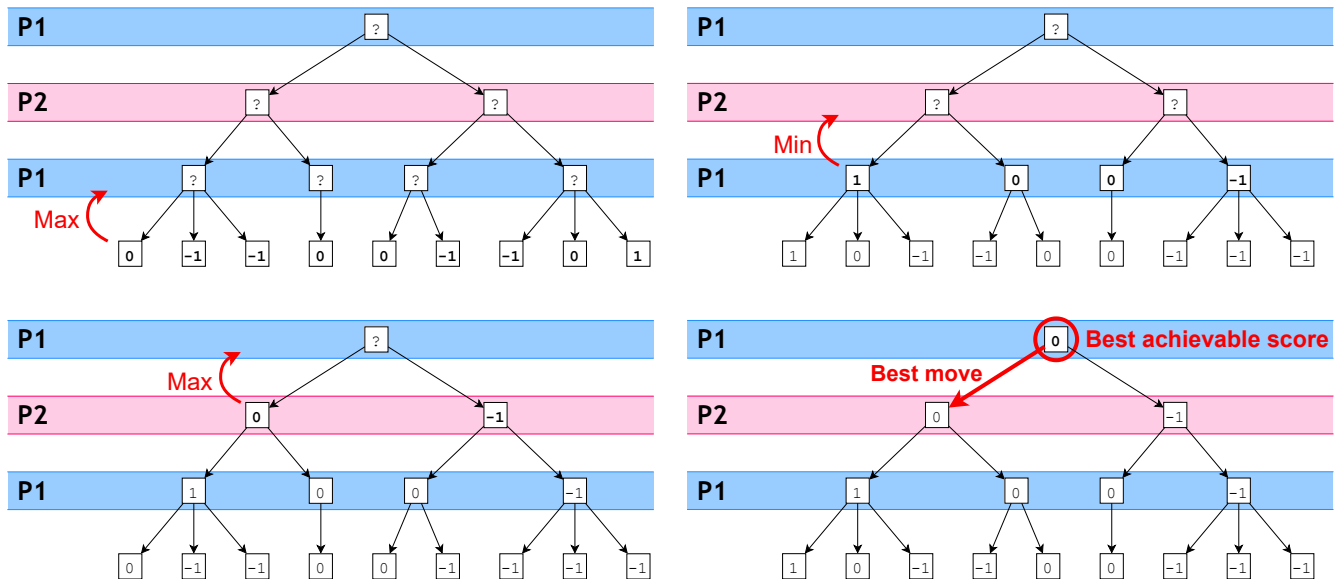 P1 ?
P2 ? ?
P1 ? ? ? ?
Max
0 -1 -1 0 0 -1 -1 0 1
P1 ?
P2 ? ?
Min
P1 1 0 0 -1
1 0 -1 -1 0 0 -1 -1 -1
P1 ?
Max
P2 0 -1
P1 1 0 0 -1
0 -1 -1 0 0 -1 -1 -1 -1
P1 0 Best achievable score
Best move
P2 0 -1
P1 1 0 0 -1
1 0 -1 -1 0 0 -1 -1 -1